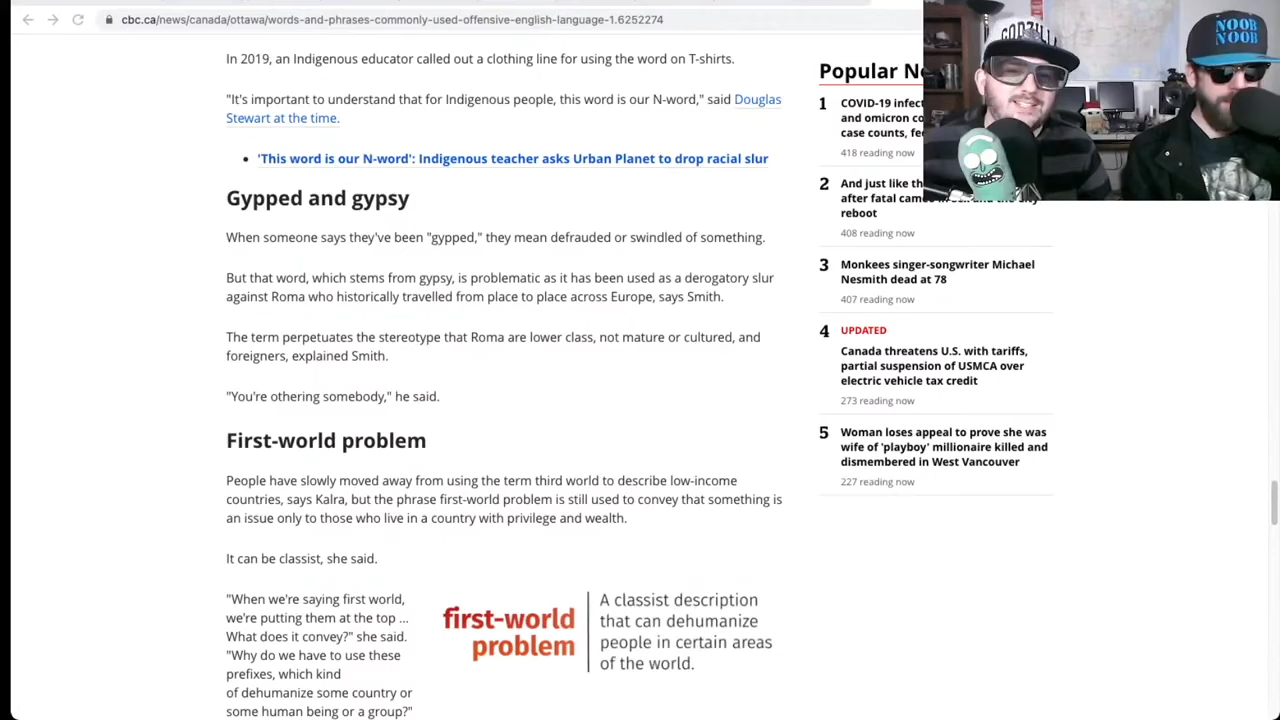 cbc.ca/news/canada/ottawa/words-and-phrases-commonly-used-offensive-english-language-1.6252274
In 2019, an Indigenous educator called out a clothing line for using the word on T-shirts.
"It's important to understand that for Indigenous people, this word is our N-word," said Douglas
Stewart at the time.
• 'This word is our N-word': Indigenous teacher asks Urban Planet to drop racial slur
Gypped and gypsy
When someone says they've been "gypped," they mean defrauded or swindled of something.
But that word, which stems from gypsy, is problematic as it has been used as a derogatory slur
against Roma who historically travelled from place to place across Europe, says Smith.
The term perpetuates the stereotype that Roma are lower class, not mature or cultured, and
foreigners, explained Smith.
"You're othering somebody," he said.
First-world problem
People have slowly moved away from using the term third world to describe low-income
countries, says Kalra, but the phrase first-world problem is still used to convey that something is
an issue only to those who live in a country with privilege and wealth.
It can be classist, she said.
"When we're saying first world,
we're putting them at the top ...
What does it convey?" she said.
"Why do we have to use these
prefixes, which kind
of dehumanize some country or
some human being or a group?"
first-world
problem
A classist description
that can dehumanize
people in certain areas
of the world.
Popular
1
COVID-19
and omicron
case counts,
418 reading now
2
And just like
after fatal
reboot
408 reading now
3
Monkees singer-songwriter Michael
Nesmith dead at 78
407 reading now
4
UPDATED
Canada threatens U.S. with tariffs,
partial suspension of USMCA over
electric vehicle tax credit
273 reading now
5
Woman loses appeal to prove she was
wife of 'playboy' millionaire killed and
dismembered in West Vancouver
227 reading now
GODZILLA
NOOB
NOOB